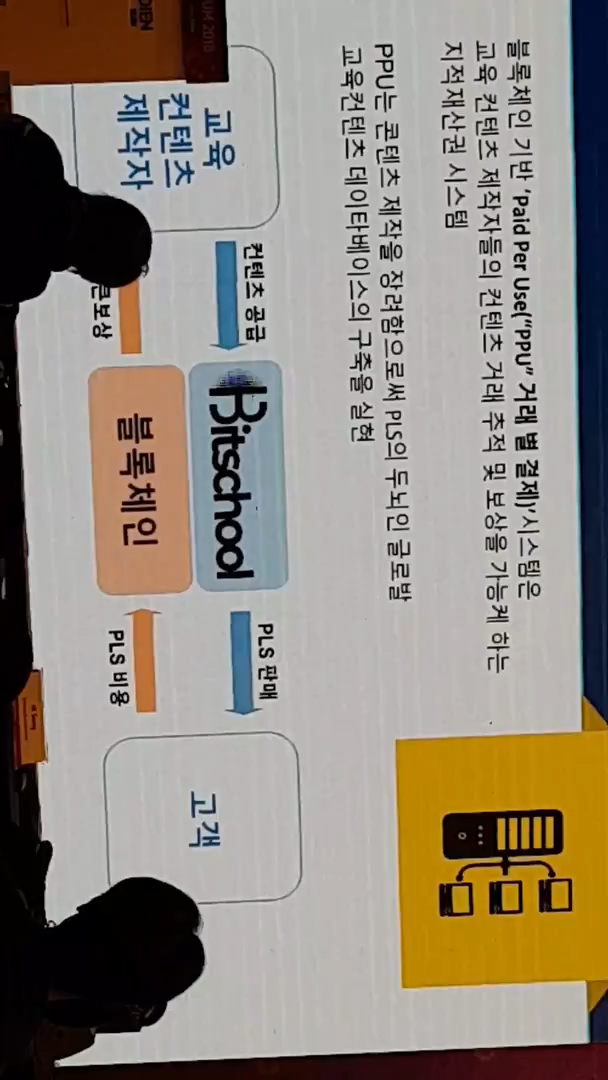 블록체인 기반 'Paid Per Use("PPU" 거래 별 결제)'시스템은
교육 컨텐츠 제작자들의 컨텐츠 거래 추적 및 보상을 가능케 하는
지적재산권 시스템
PPU는 콘텐츠 제작을 장려함으로써 PLS의 두뇌인 글로발
교육컨텐츠 데이타베이스의 구축을 실현
교육
컨텐츠
제작자
컨텐츠 공급
Bitschool
블록체인
PLS 판매
PLS 비용
고객